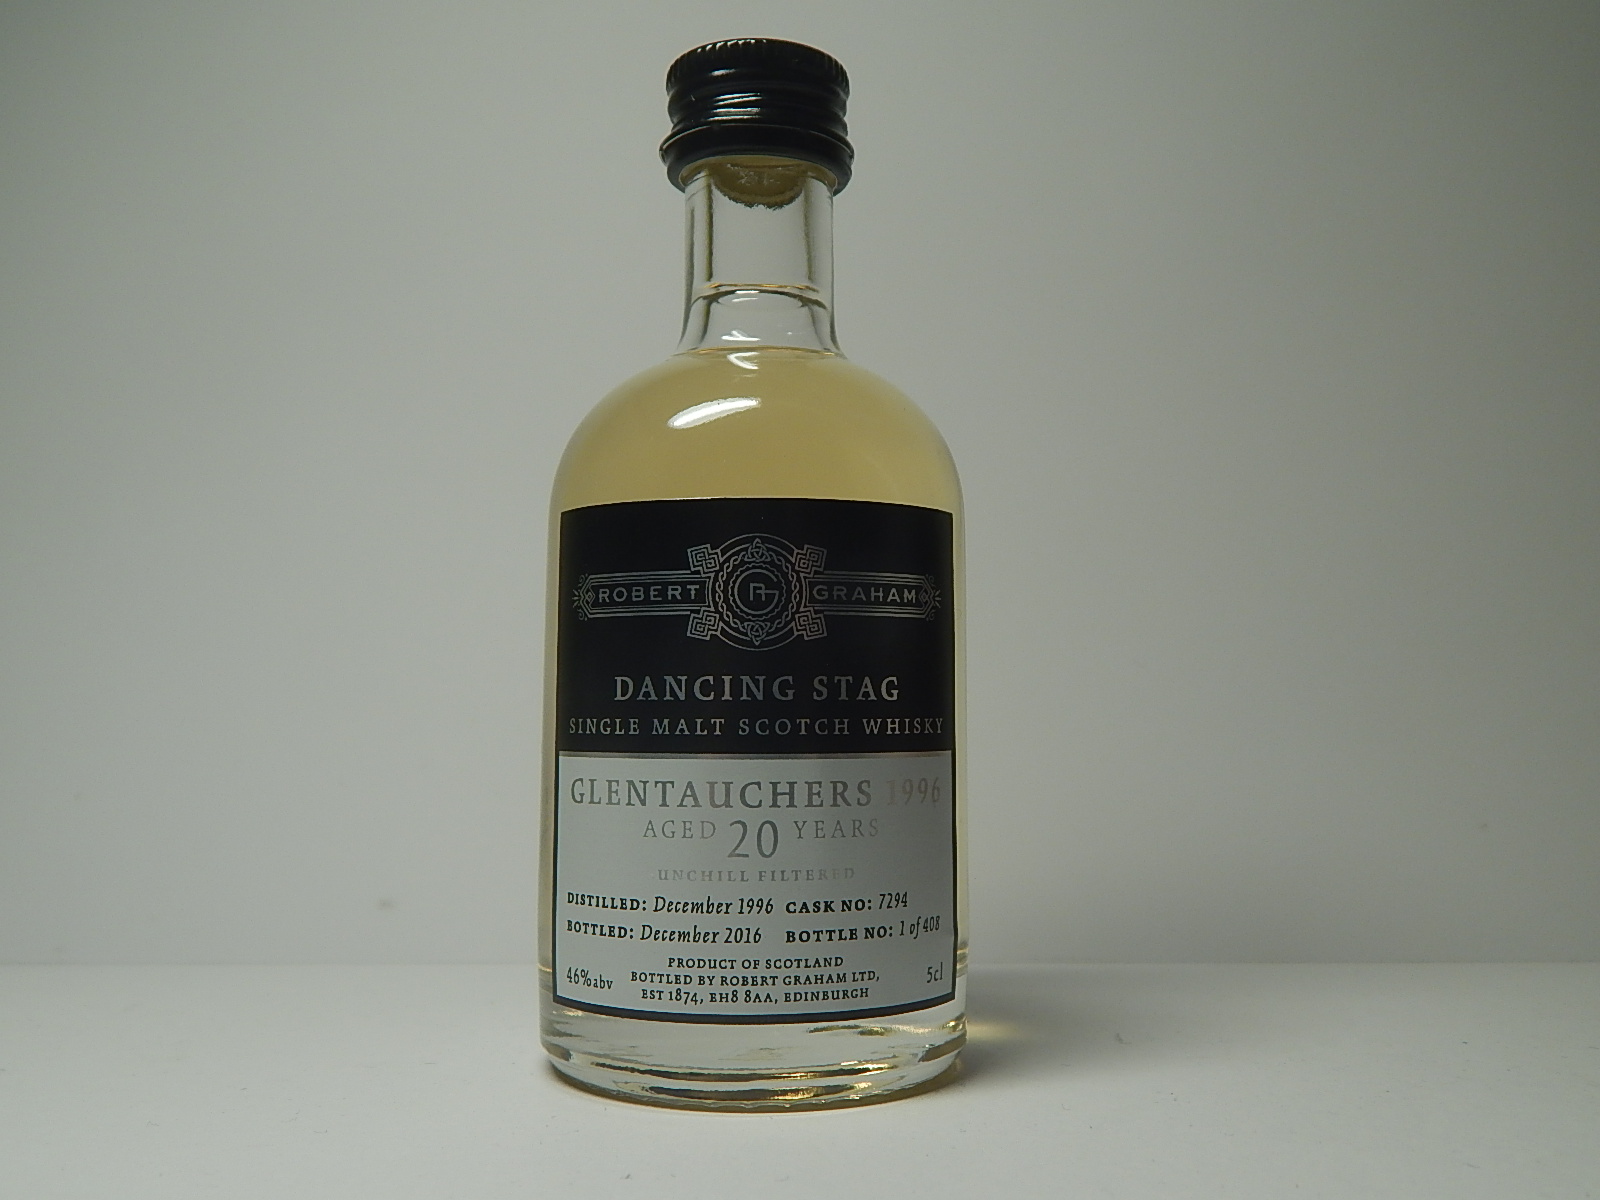 ROBERT RG GRAHAM
DANCING STAG
SINGLE MALT SCOTCH WHISKY
GLENTAUCHERS 1996
AGED 20 YEARS
UNCHILL FILTERED
DISTILLED: December 1996 CASK NO: 7294
BOTTLED: December 2016 BOTTLE NO: 1 of 408
PRODUCT OF SCOTLAND
46%abv BOTTLED BY ROBERT GRAHAM LTD, 5cl
EST 1874, EH8 8AA, EDINBURGH